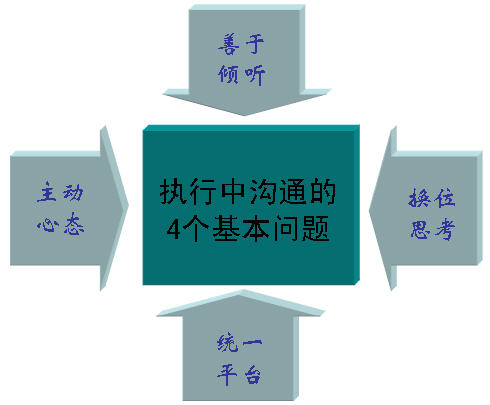 善于
倾听
主动
心态
执行中沟通的
4个基本问题
换位
思考
统一
平台